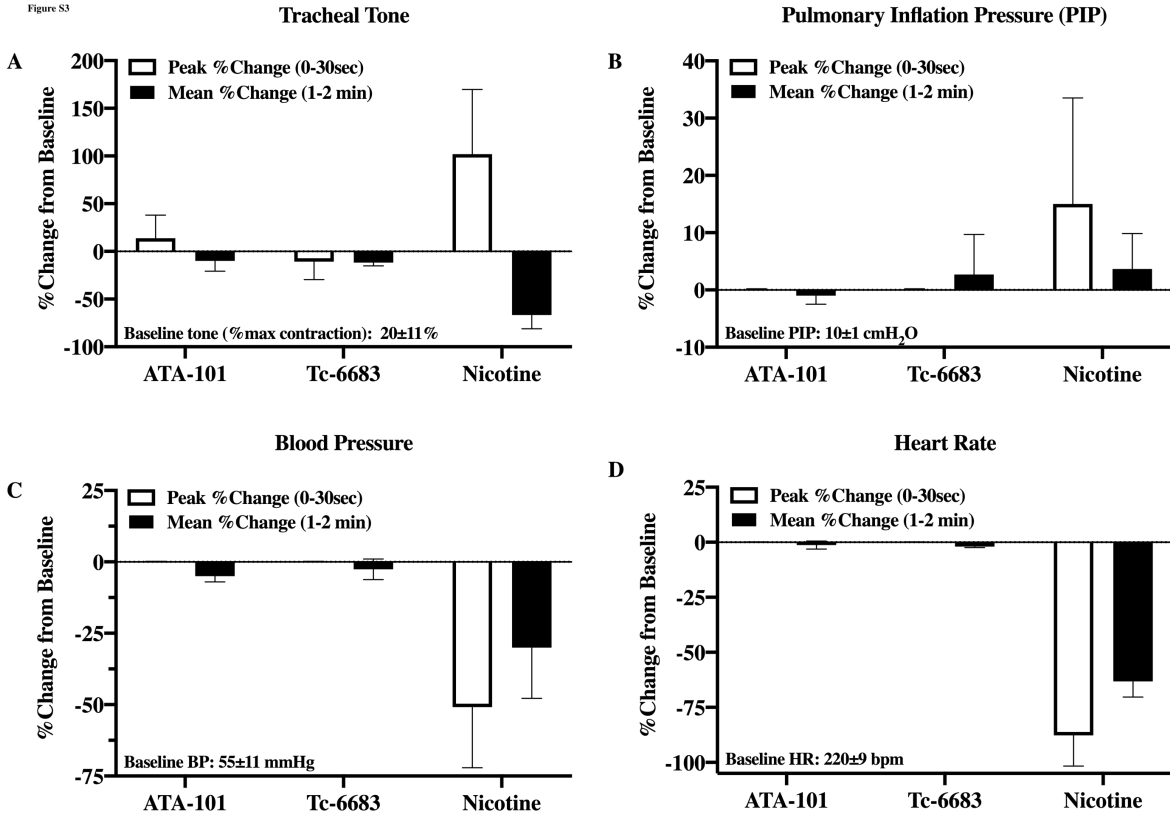 Figure S3
Tracheal Tone
A
Peak %Change (0-30sec)
Mean %Change (1-2 min)
%Change from Baseline
200
150
100
50
0
-50
-100
Baseline tone (%max contraction): 20±11%
ATA-101 Tc-6683 Nicotine
Pulmonary Inflation Pressure (PIP)
B
Peak %Change (0-30sec)
Mean %Change (1-2 min)
%Change from Baseline
40
30
20
10
0
-10
Baseline PIP: 10±1 cmH2O
ATA-101 Tc-6683 Nicotine
Blood Pressure
C
Peak %Change (0-30sec)
Mean %Change (1-2 min)
%Change from Baseline
25
0
-25
-50
-75
Baseline BP: 55±11 mmHg
ATA-101 Tc-6683 Nicotine
Heart Rate
D
Peak %Change (0-30sec)
Mean %Change (1-2 min)
%Change from Baseline
25
0
-25
-50
-75
-100
Baseline HR: 220±9 bpm
ATA-101 Tc-6683 Nicotine